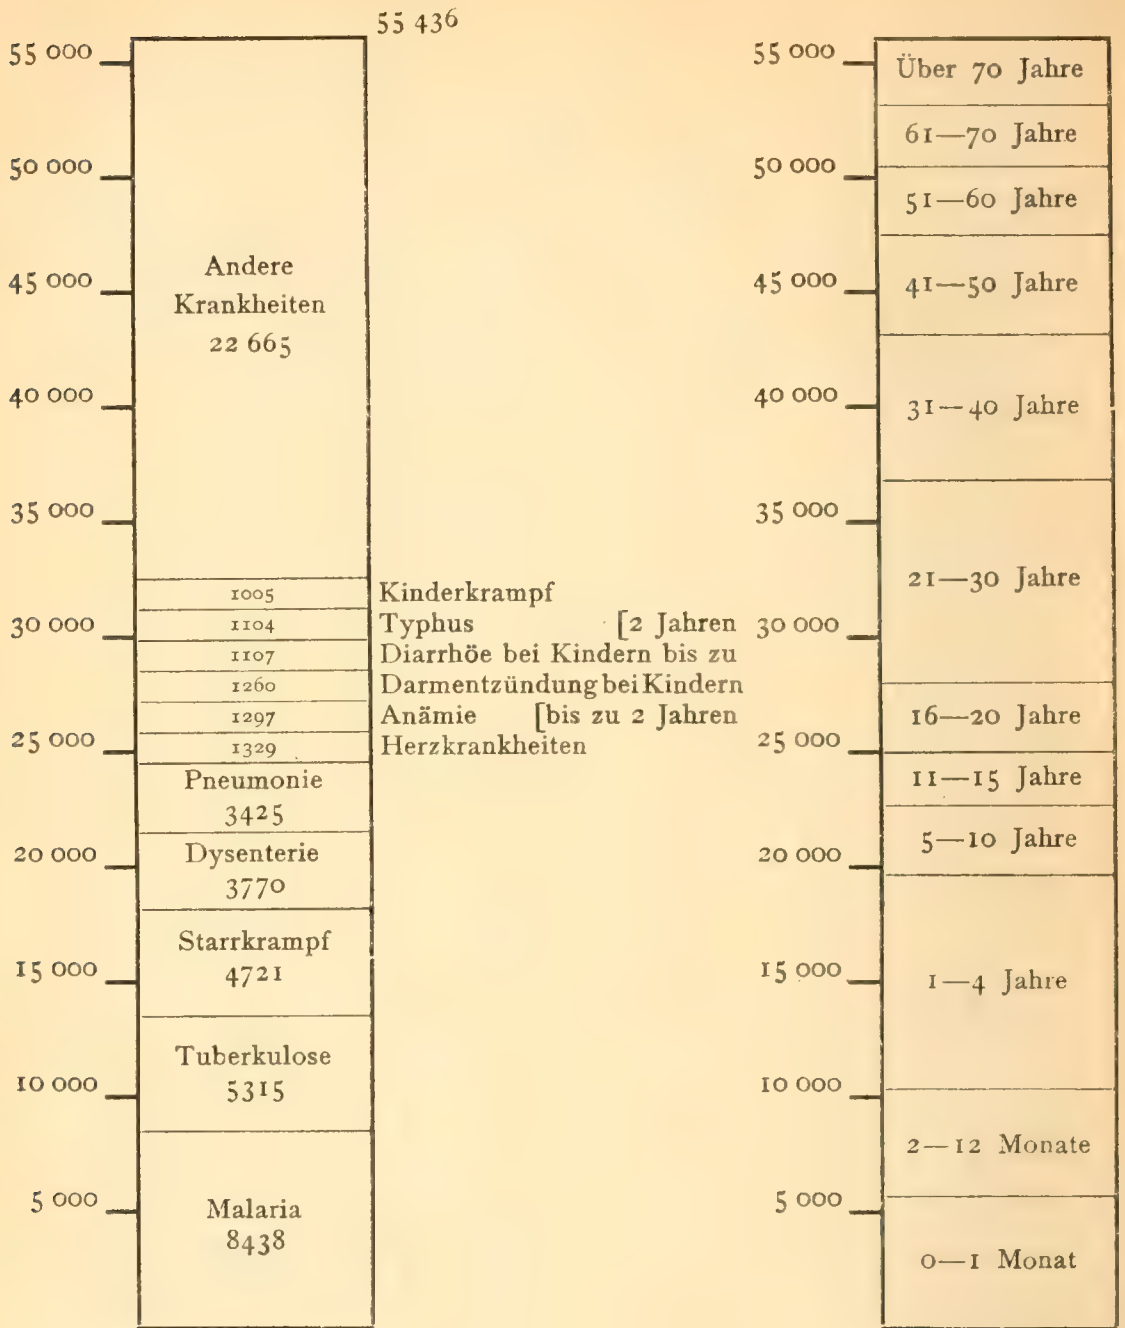 55 436
55 000
50 000
45 000
40 000
35 000
30 000
25 000
20 000
15 000
10 000
5 000
Andere
Krankheiten
22 665
1005 Kinderkrampf
1104 Typhus [2 Jahren
1107 Diarrhöe bei Kindern bis zu
1260 Darmentzündung bei Kindern
1297 Anämie [bis zu 2 Jahren
1329 Herzkrankheiten
Pneumonie
3425
Dysenterie
3770
Starrkrampf
4721
Tuberkulose
5315
Malaria
8438
55 000
50 000
45 000
40 000
35 000
30 000
25 000
20 000
15 000
10 000
5 000
Über 70 Jahre
61—70 Jahre
51—60 Jahre
41—50 Jahre
31—40 Jahre
21—30 Jahre
16—20 Jahre
11—15 Jahre
5—10 Jahre
1—4 Jahre
2—12 Monate
0—1 Monat